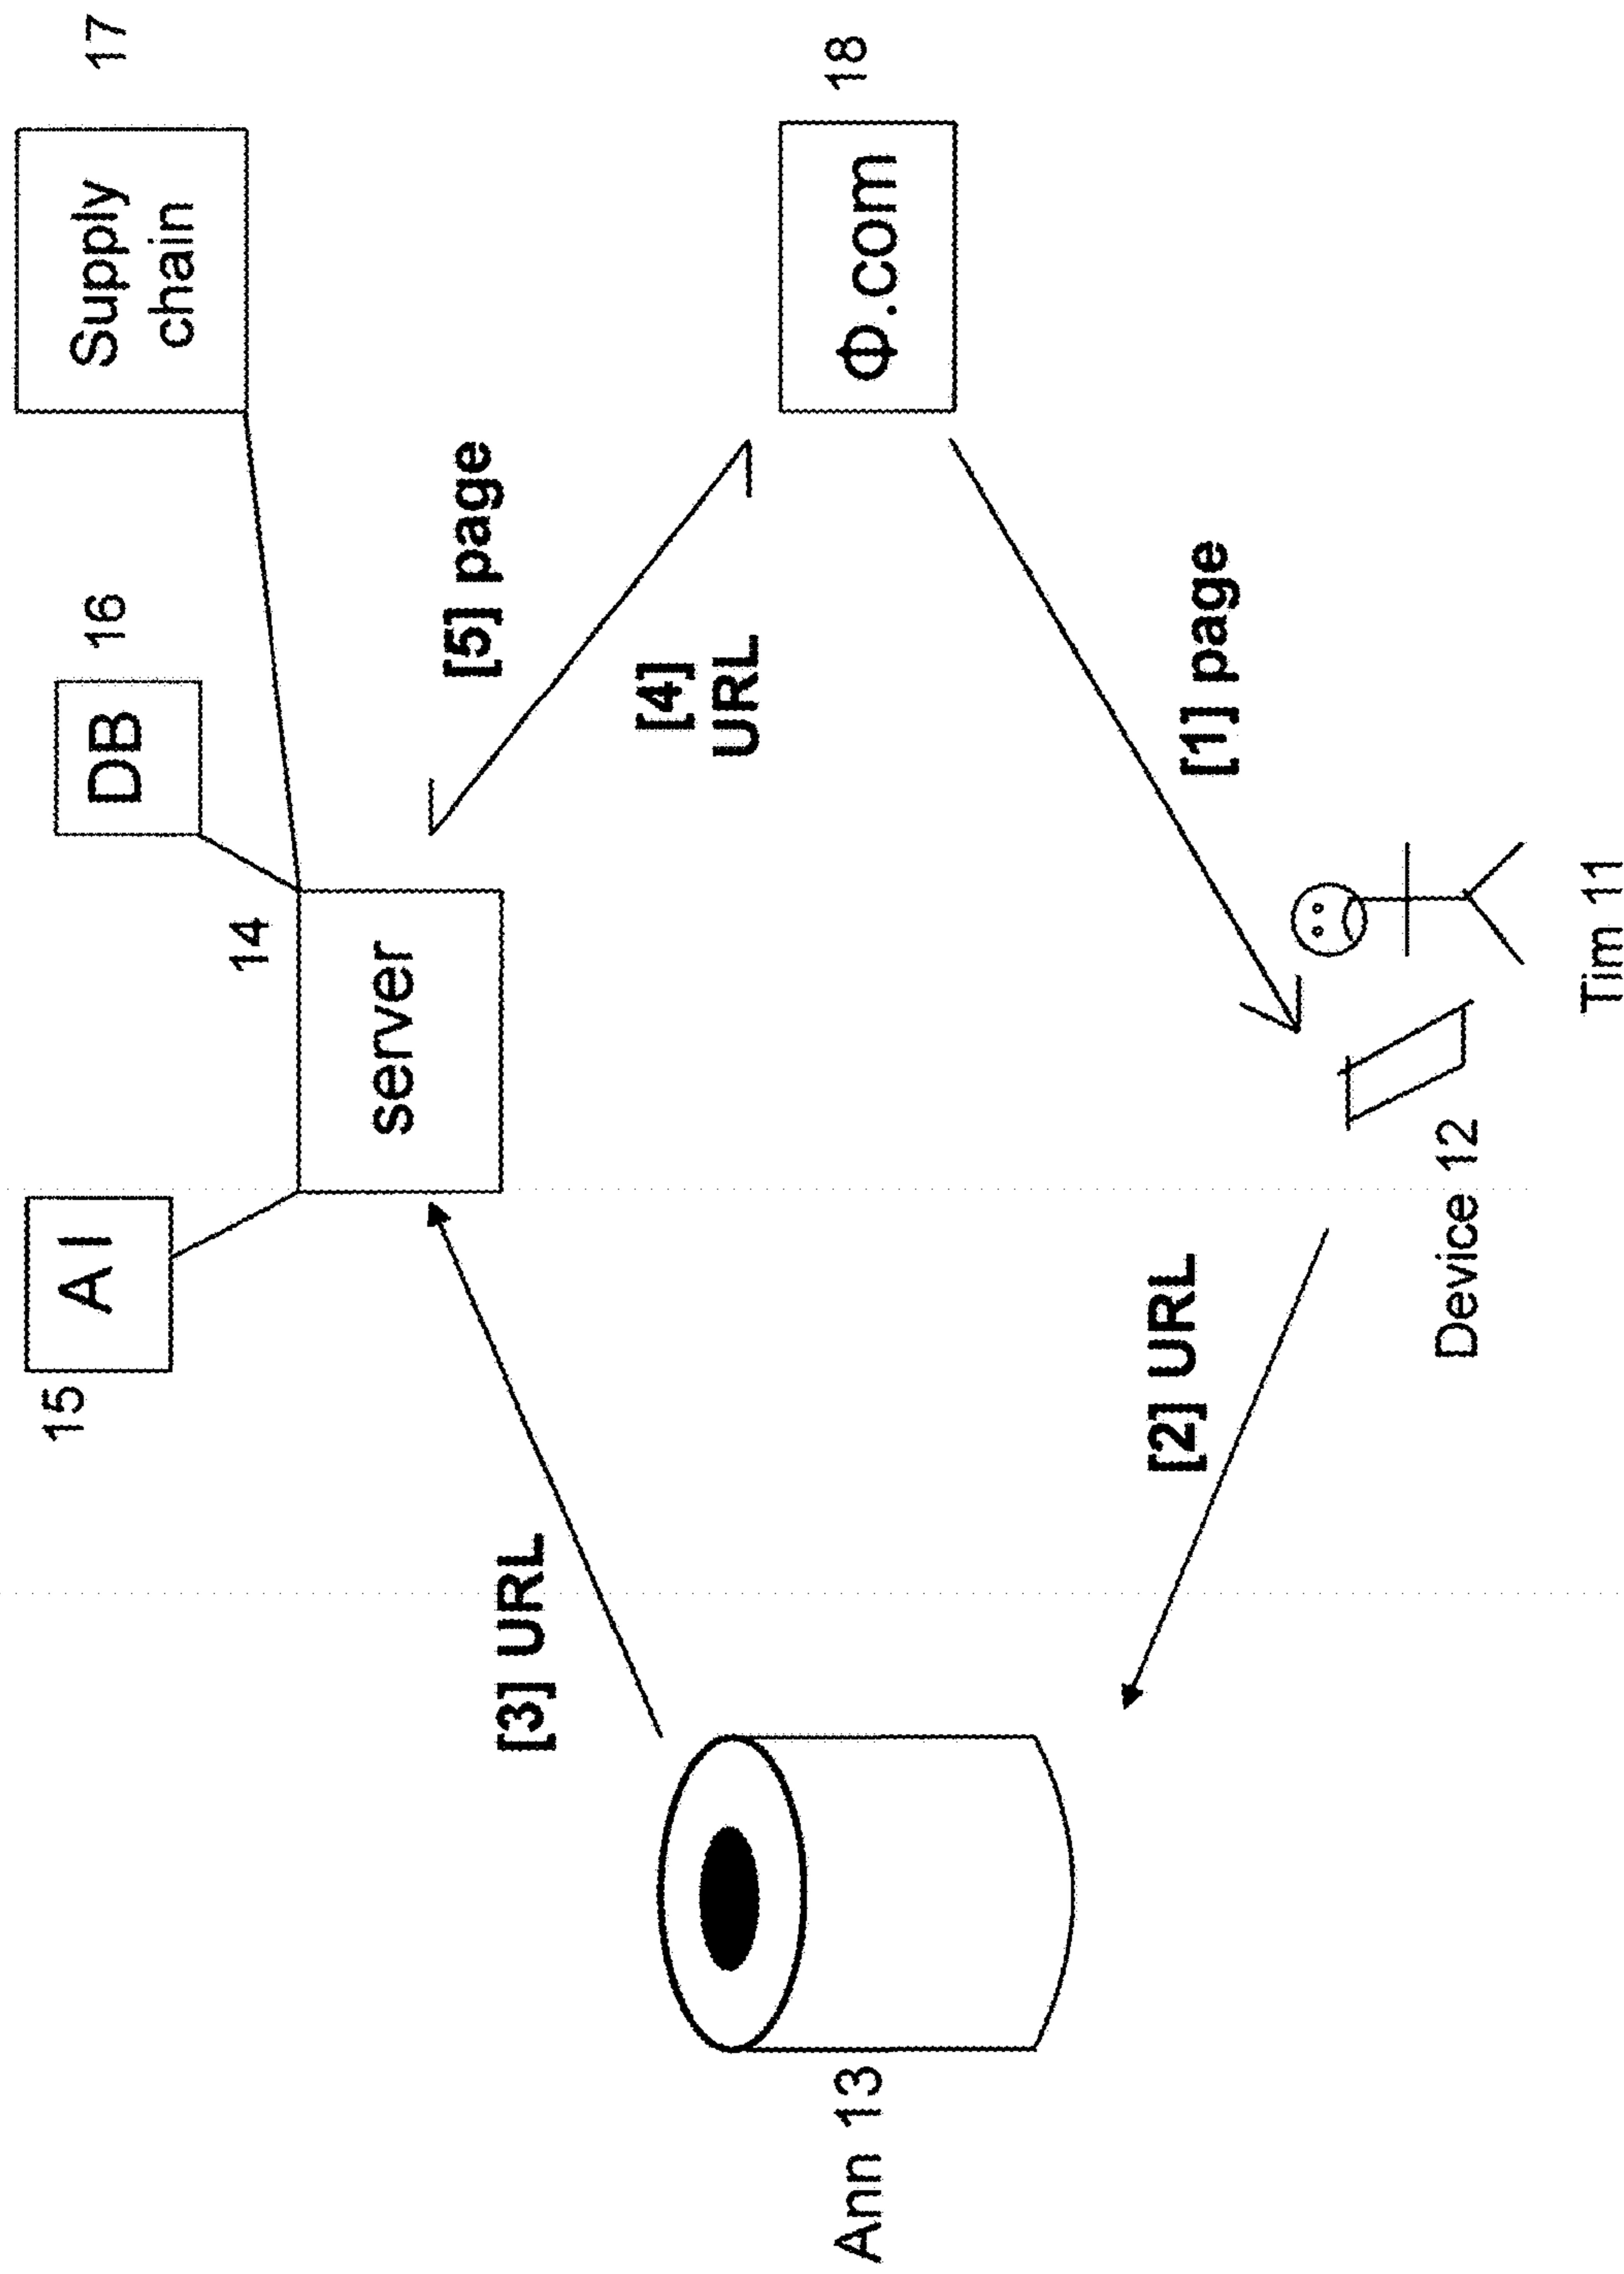 15
A I
14
DB
16
Supply
chain
17
server
[3] URL
[5] page
[4]
URL
Ann 13
Φ.com
18
[2] URL
[1] page
Device 12
Tim 11